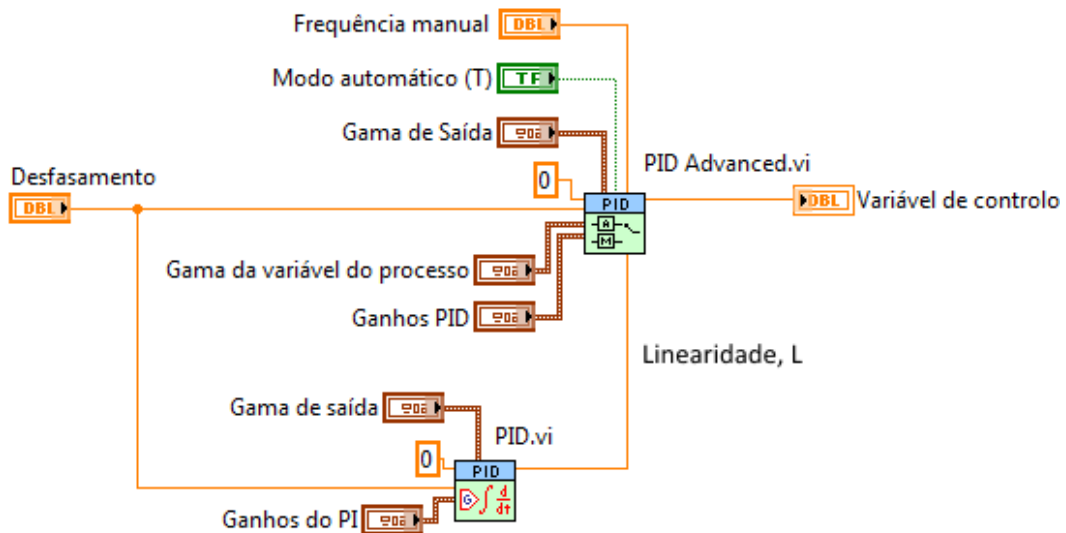 Frequência manual
DBL
Modo automático (T)
TF
Gama de Saída
0
PID Advanced.vi
Desfasamento
DBL
PID
DBL
Variável de controlo
A
M
Gama da variável do processo
Ganhos PID
Linearidade, L
Gama de saída
PID.vi
0
PID
G ∫ d/dt
Ganhos do PI